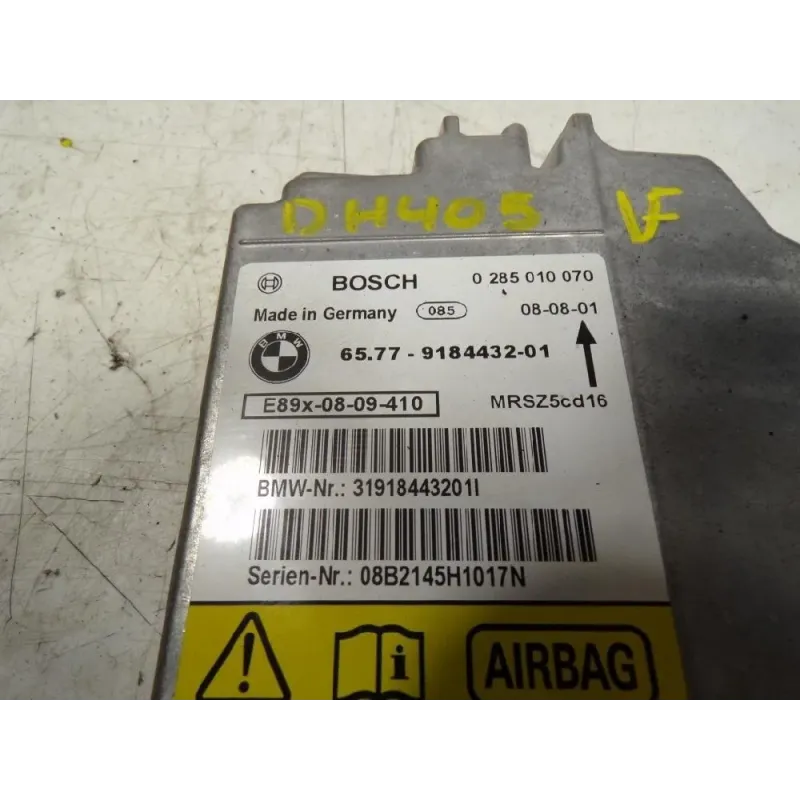 DH405 VF
BOSCH 0 285 010 070
Made in Germany 085 08-08-01
BMW
65.77 - 9184432-01
E89x-08-09-410 MRSZ5cd16
BMW-Nr.: 31918443201I
Serien-Nr.: 08B2145H1017N
AIRBAG